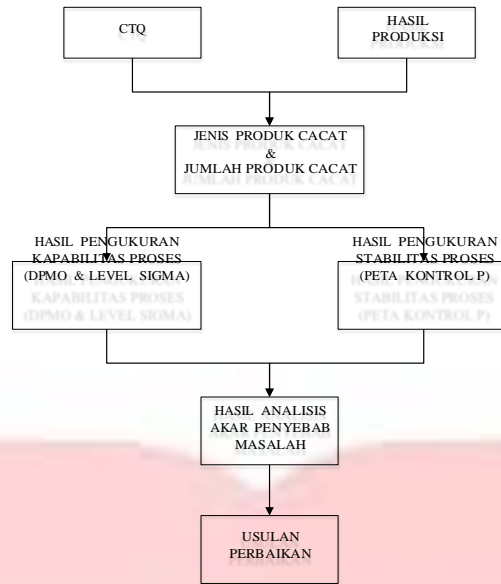 CTQ
HASIL
PRODUKSI
JENIS PRODUK CACAT
&
JUMLAH PRODUK CACAT
HASIL PENGUKURAN
KAPABILITAS PROSES
(DPMO & LEVEL SIGMA)
HASIL PENGUKURAN
STABILITAS PROSES
(PETA KONTROL P)
HASIL ANALISIS
AKAR PENYEBAB
MASALAH
USULAN
PERBAIKAN